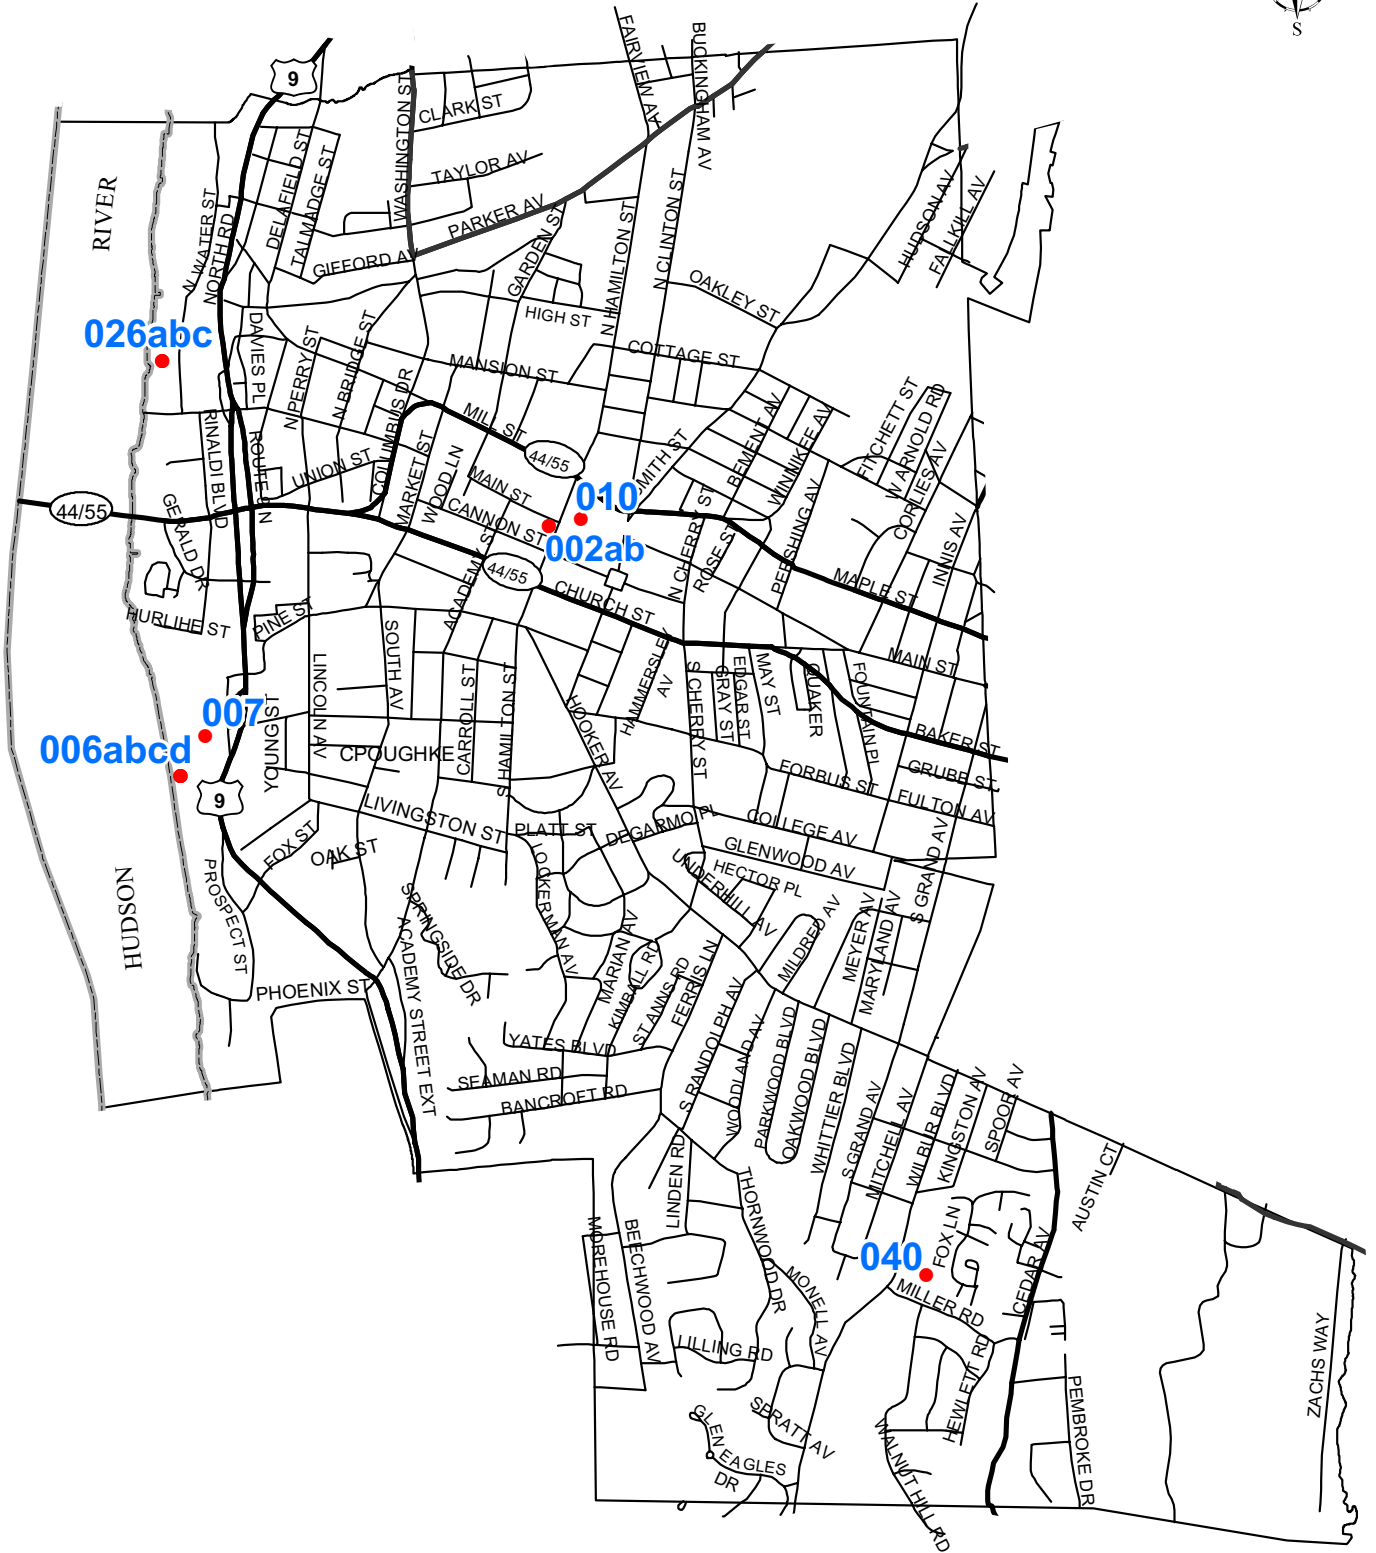 S
9
FAIRVIEW AV
BUCKINGHAM AV
WASHINGTON ST
CLARK ST
TAYLOR AV
PARKER AV
DELAFIELD ST
TALMADGE ST
RIVER
N WATER ST
NORTH RD
GIFFORD AV
GARDEN ST
N HAMILTON ST
N CLINTON ST
HUDSON AV
FALLKILL AV
OAKLEY ST
HIGH ST
026abc
DAVIES PL
N PERRY ST
N BRIDGE ST
MANSION ST
COTTAGE ST
COLUMBUS DR
MILL ST
44/55
RINALDI BLVD
ROUTE 9 N
UNION ST
MARKET ST
WOOD LN
MAIN ST
CANNON ST
SMITH ST
BEMENT AV
WINNIKEE AV
FITCHETT ST
W ARNOLD RD
CORLIES AV
010
002ab
44/55
GERALD DR
ACADEMY ST
44/55
CHURCH ST
N CHERRY ST
ROSE ST
PERSHING AV
INNIS AV
MAPLE ST
HURLIHE ST
PINE ST
SOUTH AV
LINCOLN AV
CARROLL ST
S HAMILTON ST
HOOKER AV
HAMMERSLEY
AV
S CHERRY ST
GRAY ST
EDGAR ST
MAY ST
QUAKER
FOUNTAIN PL
MAIN ST
BAKER ST
007
YOUNG ST
006abcd
CPOUGHKE
9
FORBUS ST
GRUBB ST
FULTON AV
LIVINGSTON ST
PLATT ST
DEGARMO PL
COLLEGE AV
GLENWOOD AV
HECTOR PL
UNDERHILL AV
FOX ST
OAK ST
LOCKERMAN AV
S GRAND AV
HUDSON
PROSPECT ST
SPRINGSIDE DR
ACADEMY STREET EXT
MARIAN AV
KIMBALL RD
ST ANNS RD
FERRIS LN
MILDRED AV
MEYER AV
MARYLAND AV
PHOENIX ST
YATES BLVD
SEAMAN RD
BANCROFT RD
S RANDOLPH AV
WOODLAND AV
PARKWOOD BLVD
OAKWOOD BLVD
WHITTIER BLVD
S GRAND AV
MITCHELL AV
WILBUR BLVD
KINGSTON AV
SPOOR AV
LINDEN RD
THORNWOOD DR
AUSTIN CT
MOREHOUSE RD
BEECHWOOD AV
FOX LN
040
CEDAR AV
MONELL AV
MILLER RD
LILLING RD
HEWLETT RD
ZACHS WAY
PEMBROKE DR
SPRATT AV
GLEN EAGLES
DR
WALNUT HILL RD